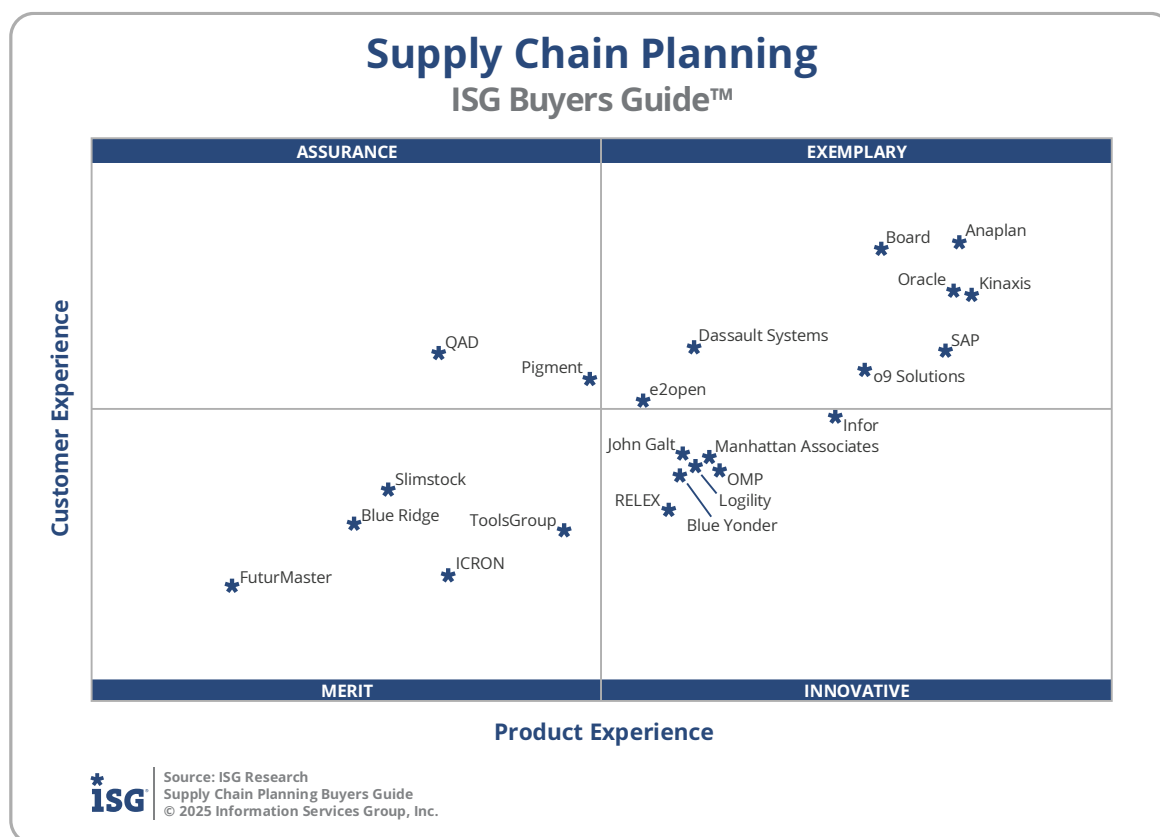 Supply Chain Planning
ISG Buyers Guide™
ASSURANCE
EXEMPLARY
Board
Anaplan
Oracle
Kinaxis
Dassault Systems
SAP
QAD
Pigment
o9 Solutions
e2open
Infor
John Galt
Manhattan Associates
OMP
Logility
RELEX
Blue Yonder
Slimstock
Blue Ridge
ToolsGroup
ICRON
FuturMaster
Customer Experience
MERIT
INNOVATIVE
Product Experience
iSG
Source: ISG Research
Supply Chain Planning Buyers Guide
© 2025 Information Services Group, Inc.